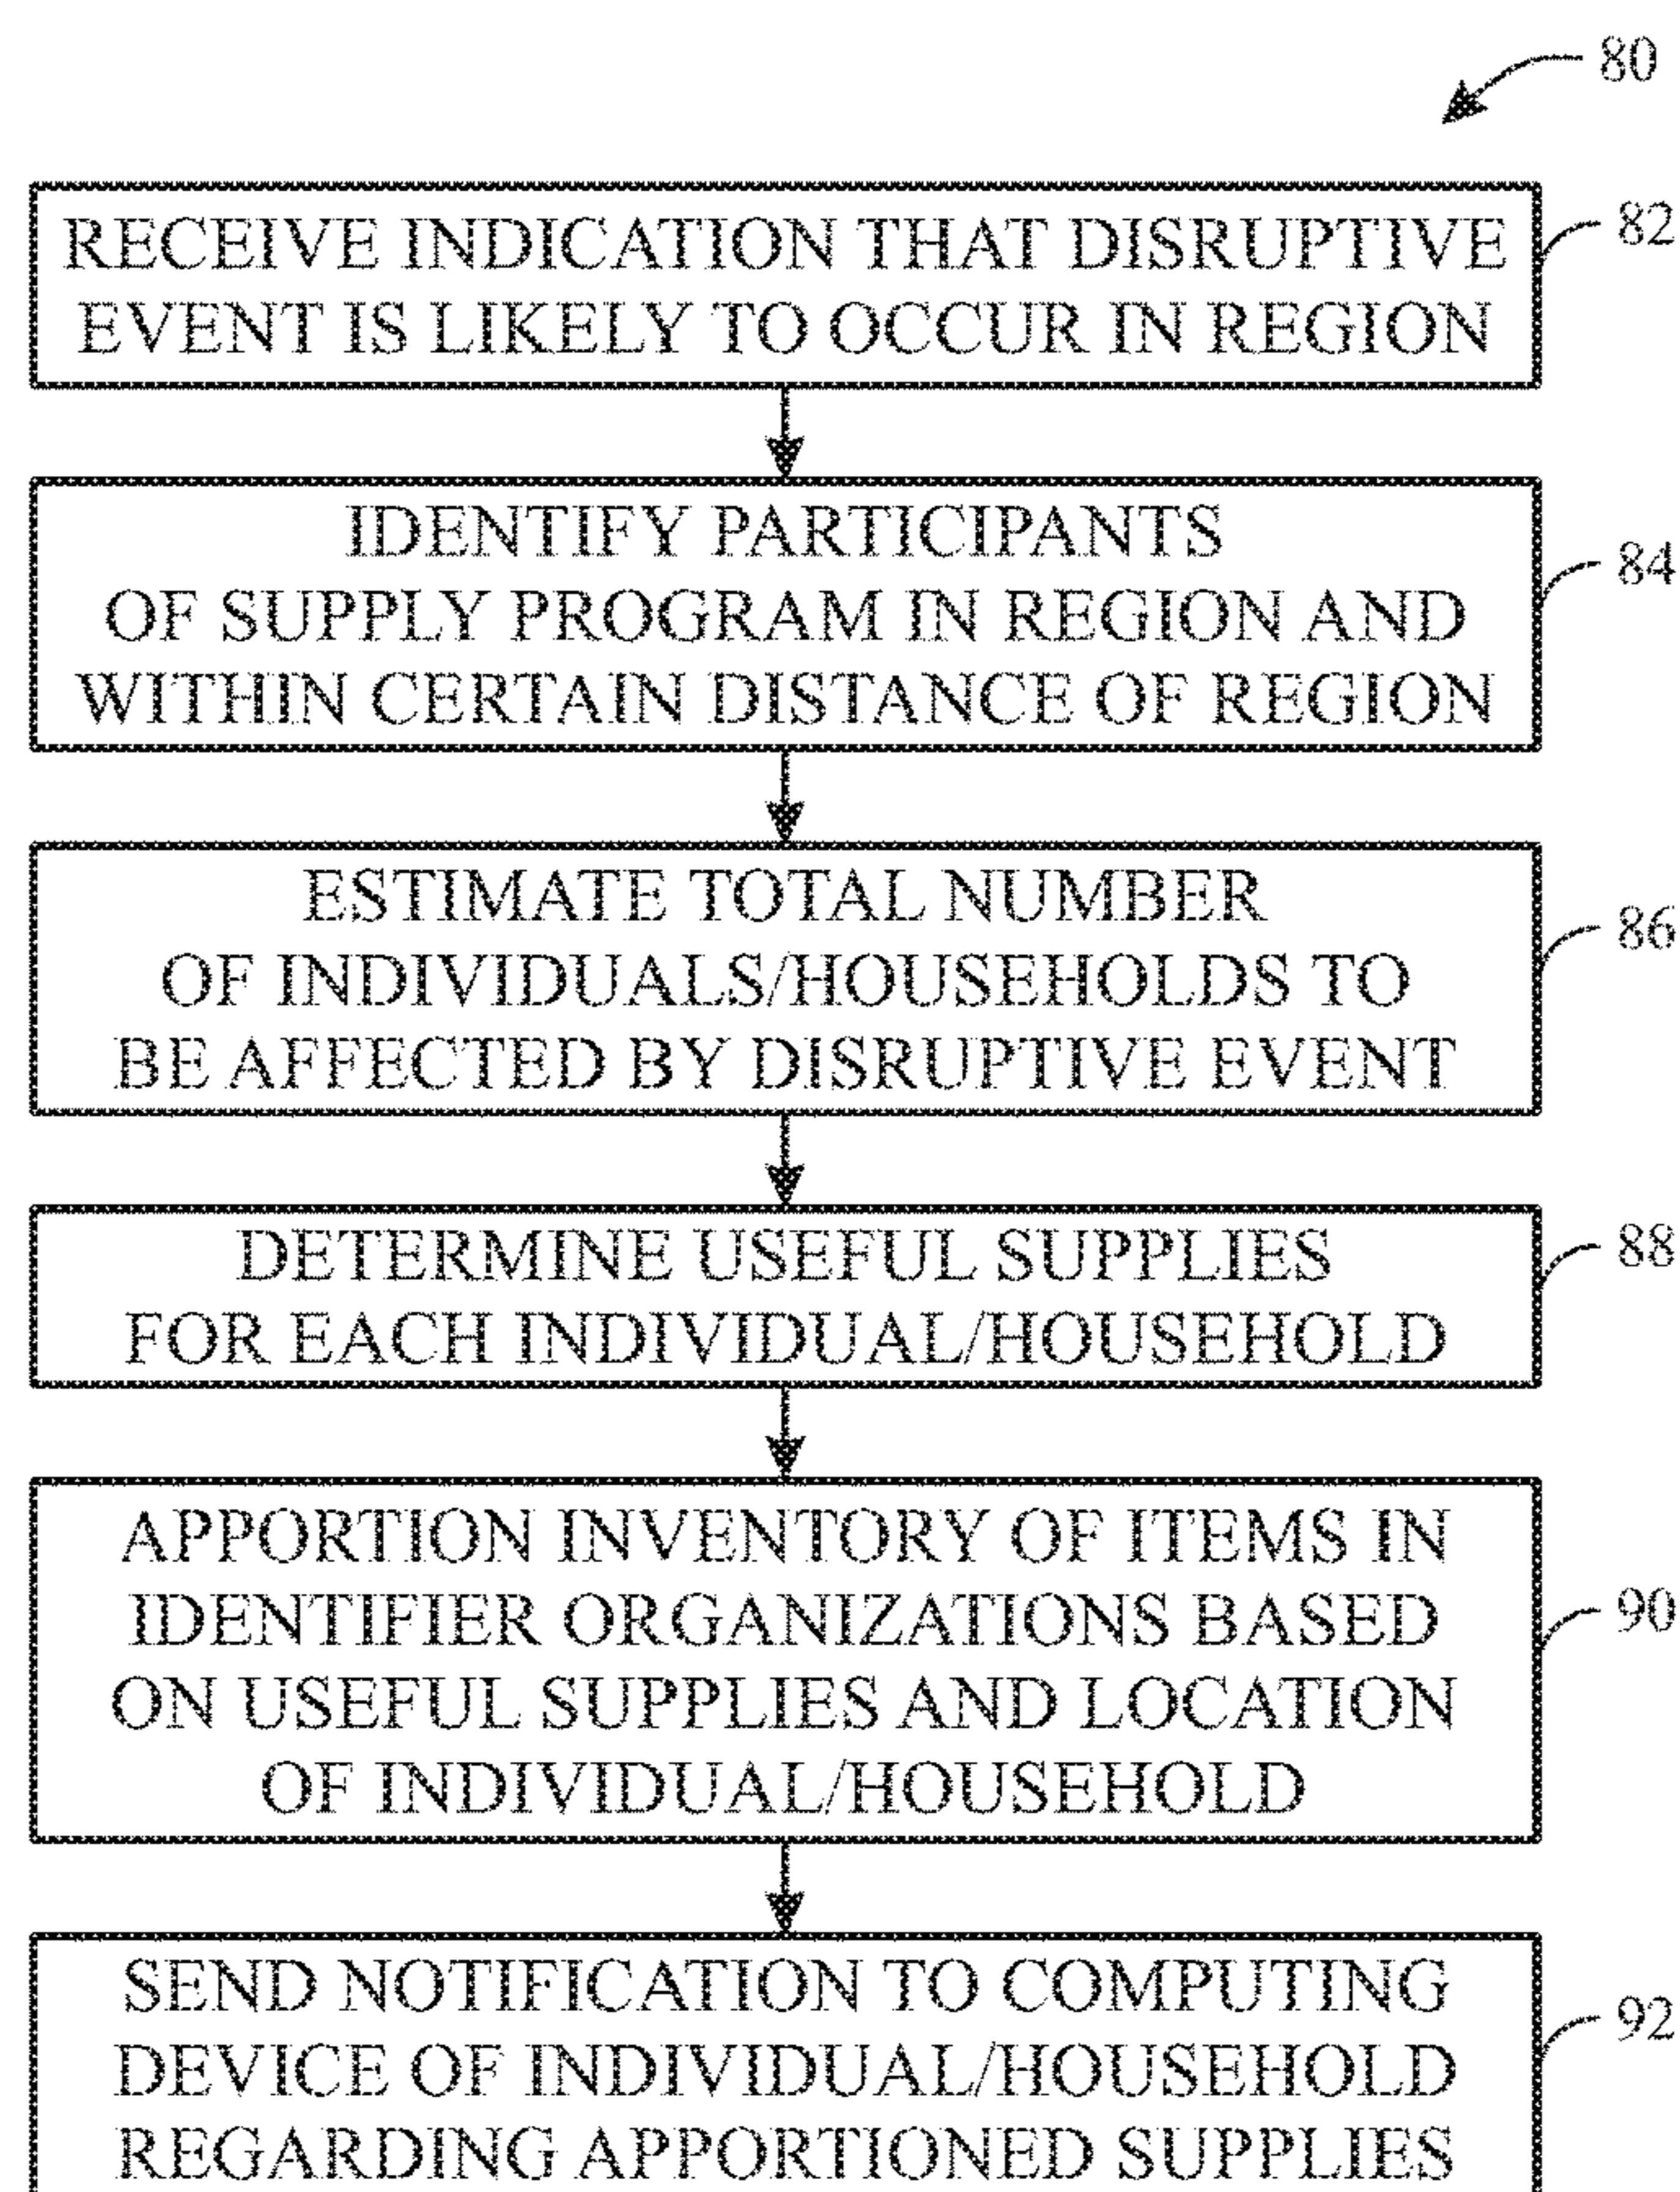 80
RECEIVE INDICATION THAT DISRUPTIVE
EVENT IS LIKELY TO OCCUR IN REGION
82
IDENTIFY PARTICIPANTS
OF SUPPLY PROGRAM IN REGION AND
WITHIN CERTAIN DISTANCE OF REGION
84
ESTIMATE TOTAL NUMBER
OF INDIVIDUALS/HOUSEHOLDS TO
BE AFFECTED BY DISRUPTIVE EVENT
86
DETERMINE USEFUL SUPPLIES
FOR EACH INDIVIDUAL/HOUSEHOLD
88
APPORTION INVENTORY OF ITEMS IN
IDENTIFIER ORGANIZATIONS BASED
ON USEFUL SUPPLIES AND LOCATION
OF INDIVIDUAL/HOUSEHOLD
90
SEND NOTIFICATION TO COMPUTING
DEVICE OF INDIVIDUAL/HOUSEHOLD
REGARDING APPORTIONED SUPPLIES
92